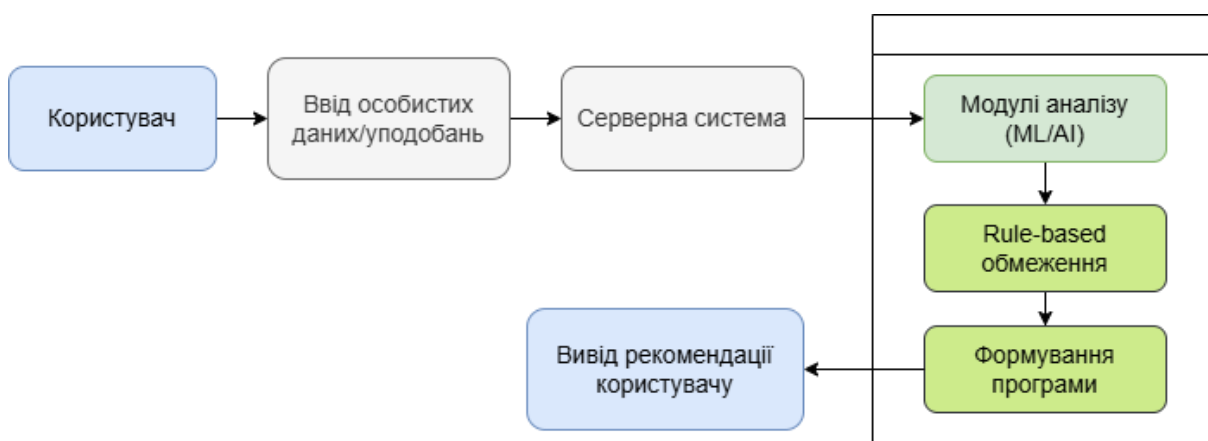 Користувач
Ввід особистих
даних/уподобань
Серверна система
Модулі аналізу
(ML/AI)
Rule-based
обмеження
Формування
програми
Вивід рекомендації
користувачу